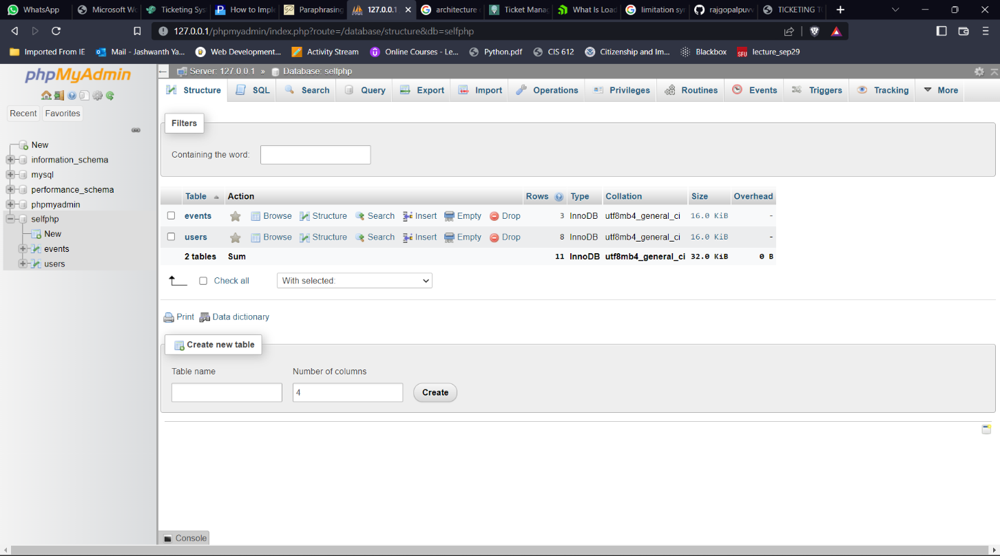 WhatsApp Microsoft Wo Ticketing Sys How to Imple Paraphrasing 127.0.0.1 architecture Ticket Manag What Is Load limitation sy rajgopalpuvv TICKETING T
127.0.0.1/phpmyadmin/index.php?route=/database/structure&db=selfphp
Imported From IE Mail - Jashwanth Ya... Web Development... Activity Stream Online Courses - Le... Python.pdf CIS 612 Citizenship and Im... Blackbox SFU lecture_sep29
phpMyAdmin
Recent Favorites
New
information_schema
mysql
performance_schema
phpmyadmin
selfphp
New
events
users
Server: 127.0.0.1 » Database: selfphp
Structure SQL Search Query Export Import Operations Privileges Routines Events Triggers Tracking More
Filters
Containing the word:
Table Action Rows Type Collation Size Overhead
events Browse Structure Search Insert Empty Drop 3 InnoDB utf8mb4_general_ci 16.0 KiB -
users Browse Structure Search Insert Empty Drop 8 InnoDB utf8mb4_general_ci 16.0 KiB -
2 tables Sum 11 InnoDB utf8mb4_general_ci 32.0 KiB 0 B
Check all With selected:
Print Data dictionary
Create new table
Table name Number of columns
4 Create
Console